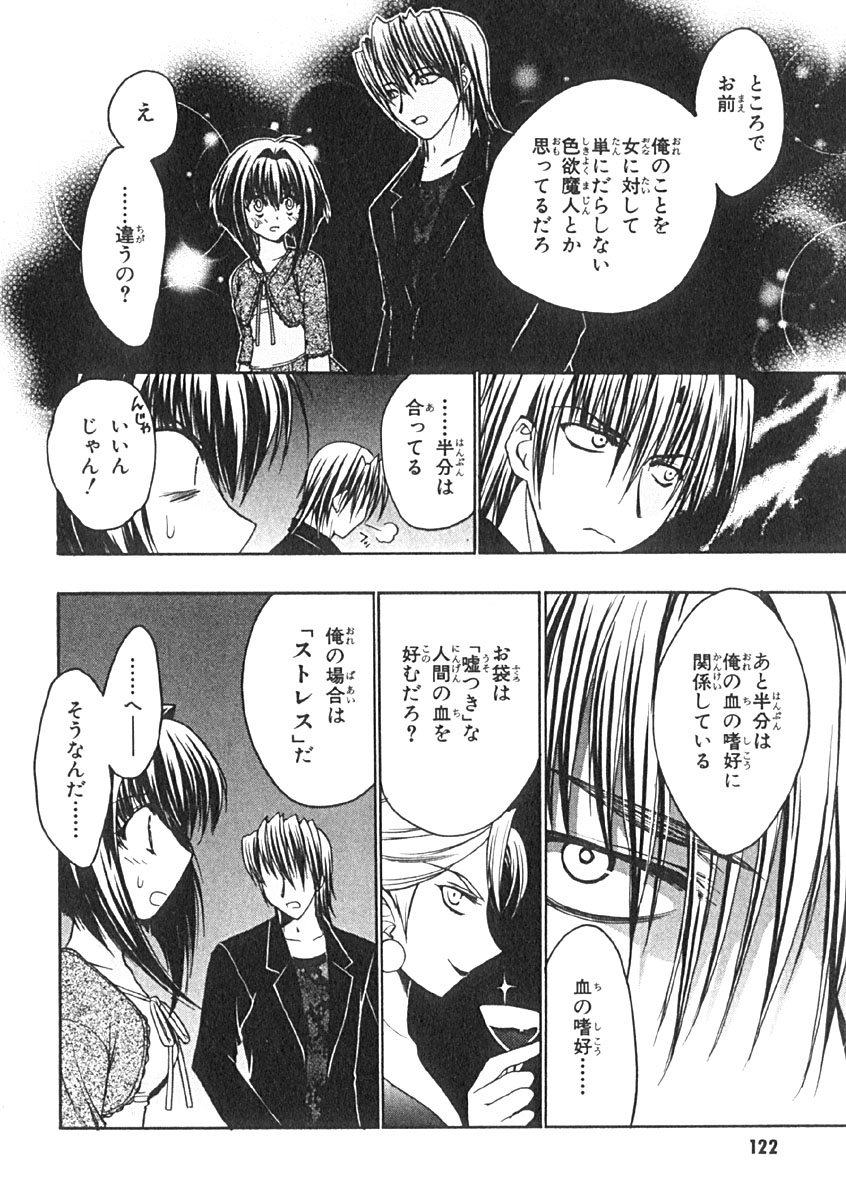 ところで
お前
俺のことを
女に対して
単にだらしない
色欲魔人とか
思ってるだろ
え
……違うの?
……半分は
合ってる
んじゃ
いいん
じゃん!
あと半分は
俺の血の嗜好に
関係している
血の嗜好……
お袋は
「嘘つき」な
人間の血を
好むだろ?
俺の場合は
「ストレス」だ
……へ――
そうなんだ……
122